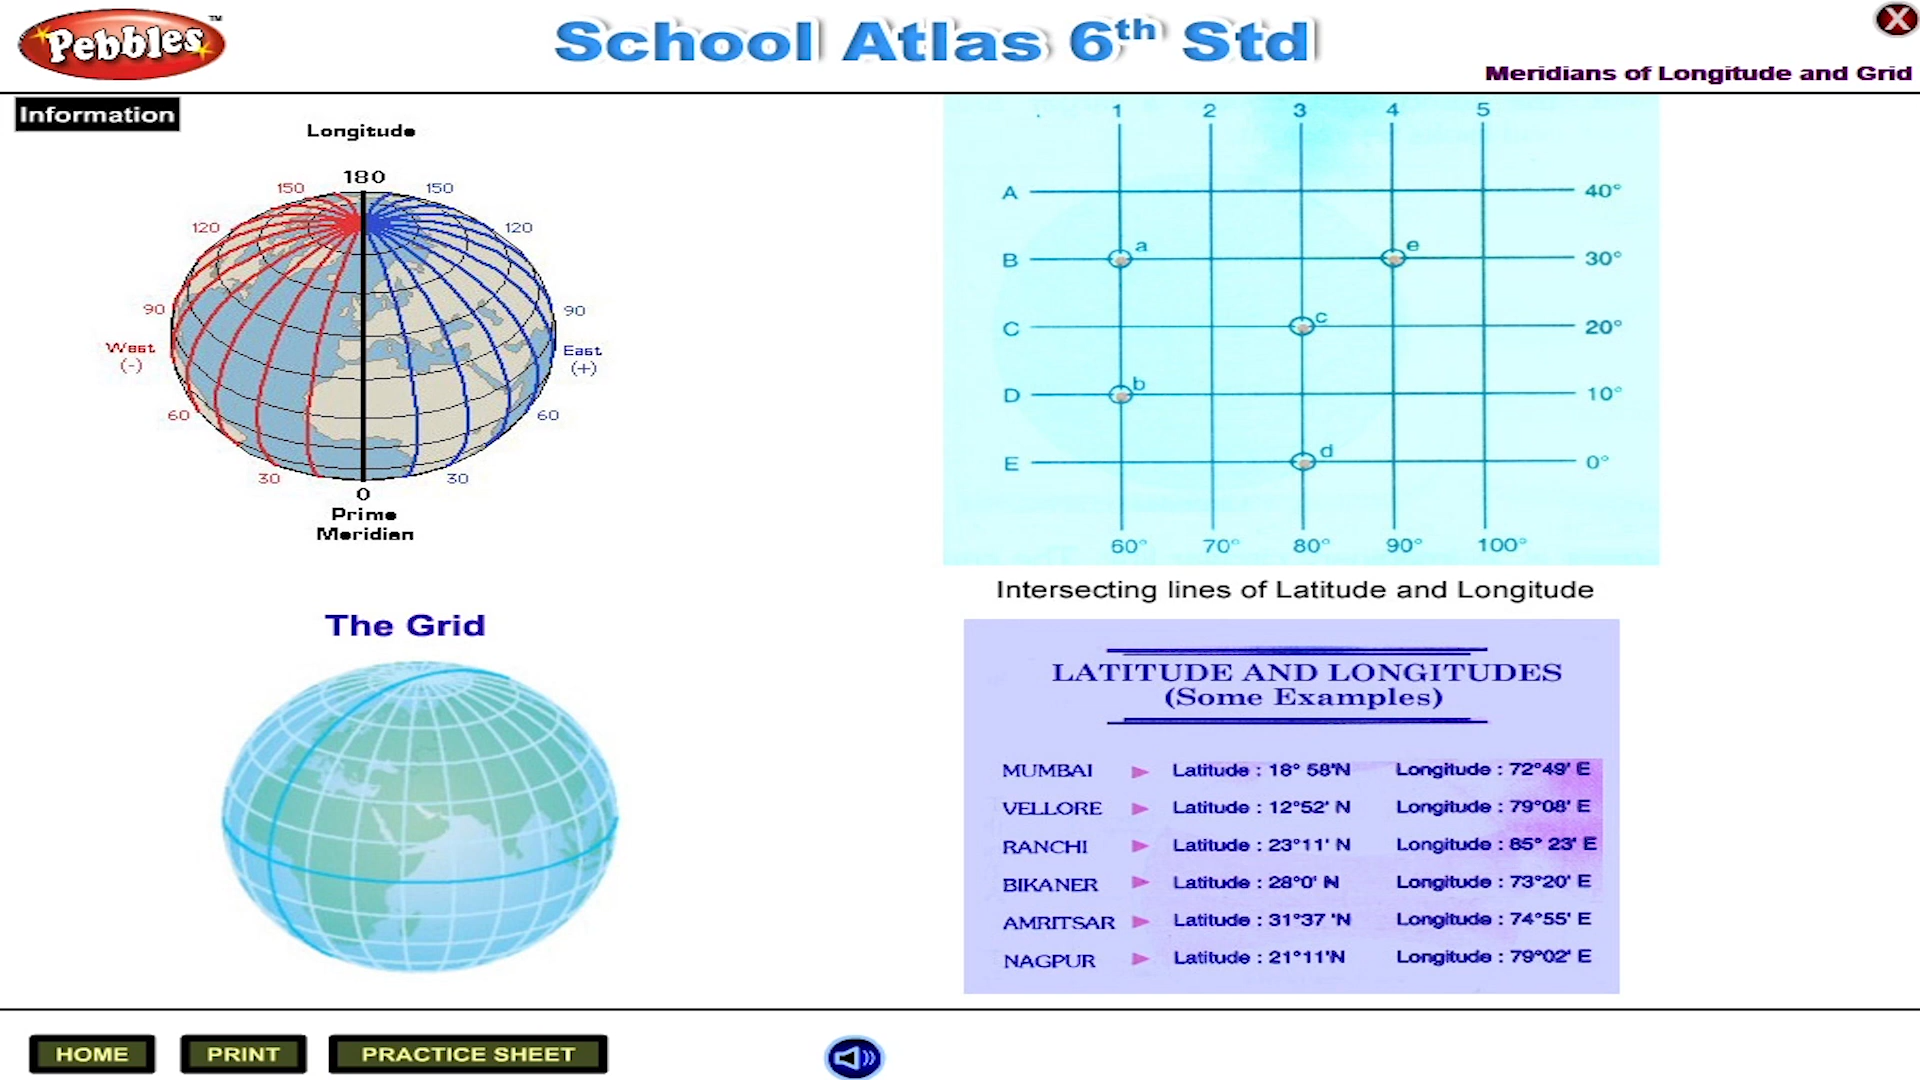 Pebbles™
School Atlas 6th Std
X
Meridians of Longitude and Grid
Information
Longitude
180
150 150
120 120
90 90
West East
(-) (+)
60 60
30 30
0
Prime
Meridian
1 2 3 4 5
A 40°
a e
B 30°
c
C 20°
b
D 10°
d
E 0°
60° 70° 80° 90° 100°
Intersecting lines of Latitude and Longitude
The Grid
LATITUDE AND LONGITUDES
(Some Examples)
MUMBAI Latitude : 18° 58'N Longitude : 72°49' E
VELLORE Latitude : 12°52' N Longitude : 79°08' E
RANCHI Latitude : 23°11' N Longitude : 85° 23' E
BIKANER Latitude : 28°0' N Longitude : 73°20' E
AMRITSAR Latitude : 31°37 'N Longitude : 74°55' E
NAGPUR Latitude : 21°11'N Longitude : 79°02' E
HOME PRINT PRACTICE SHEET